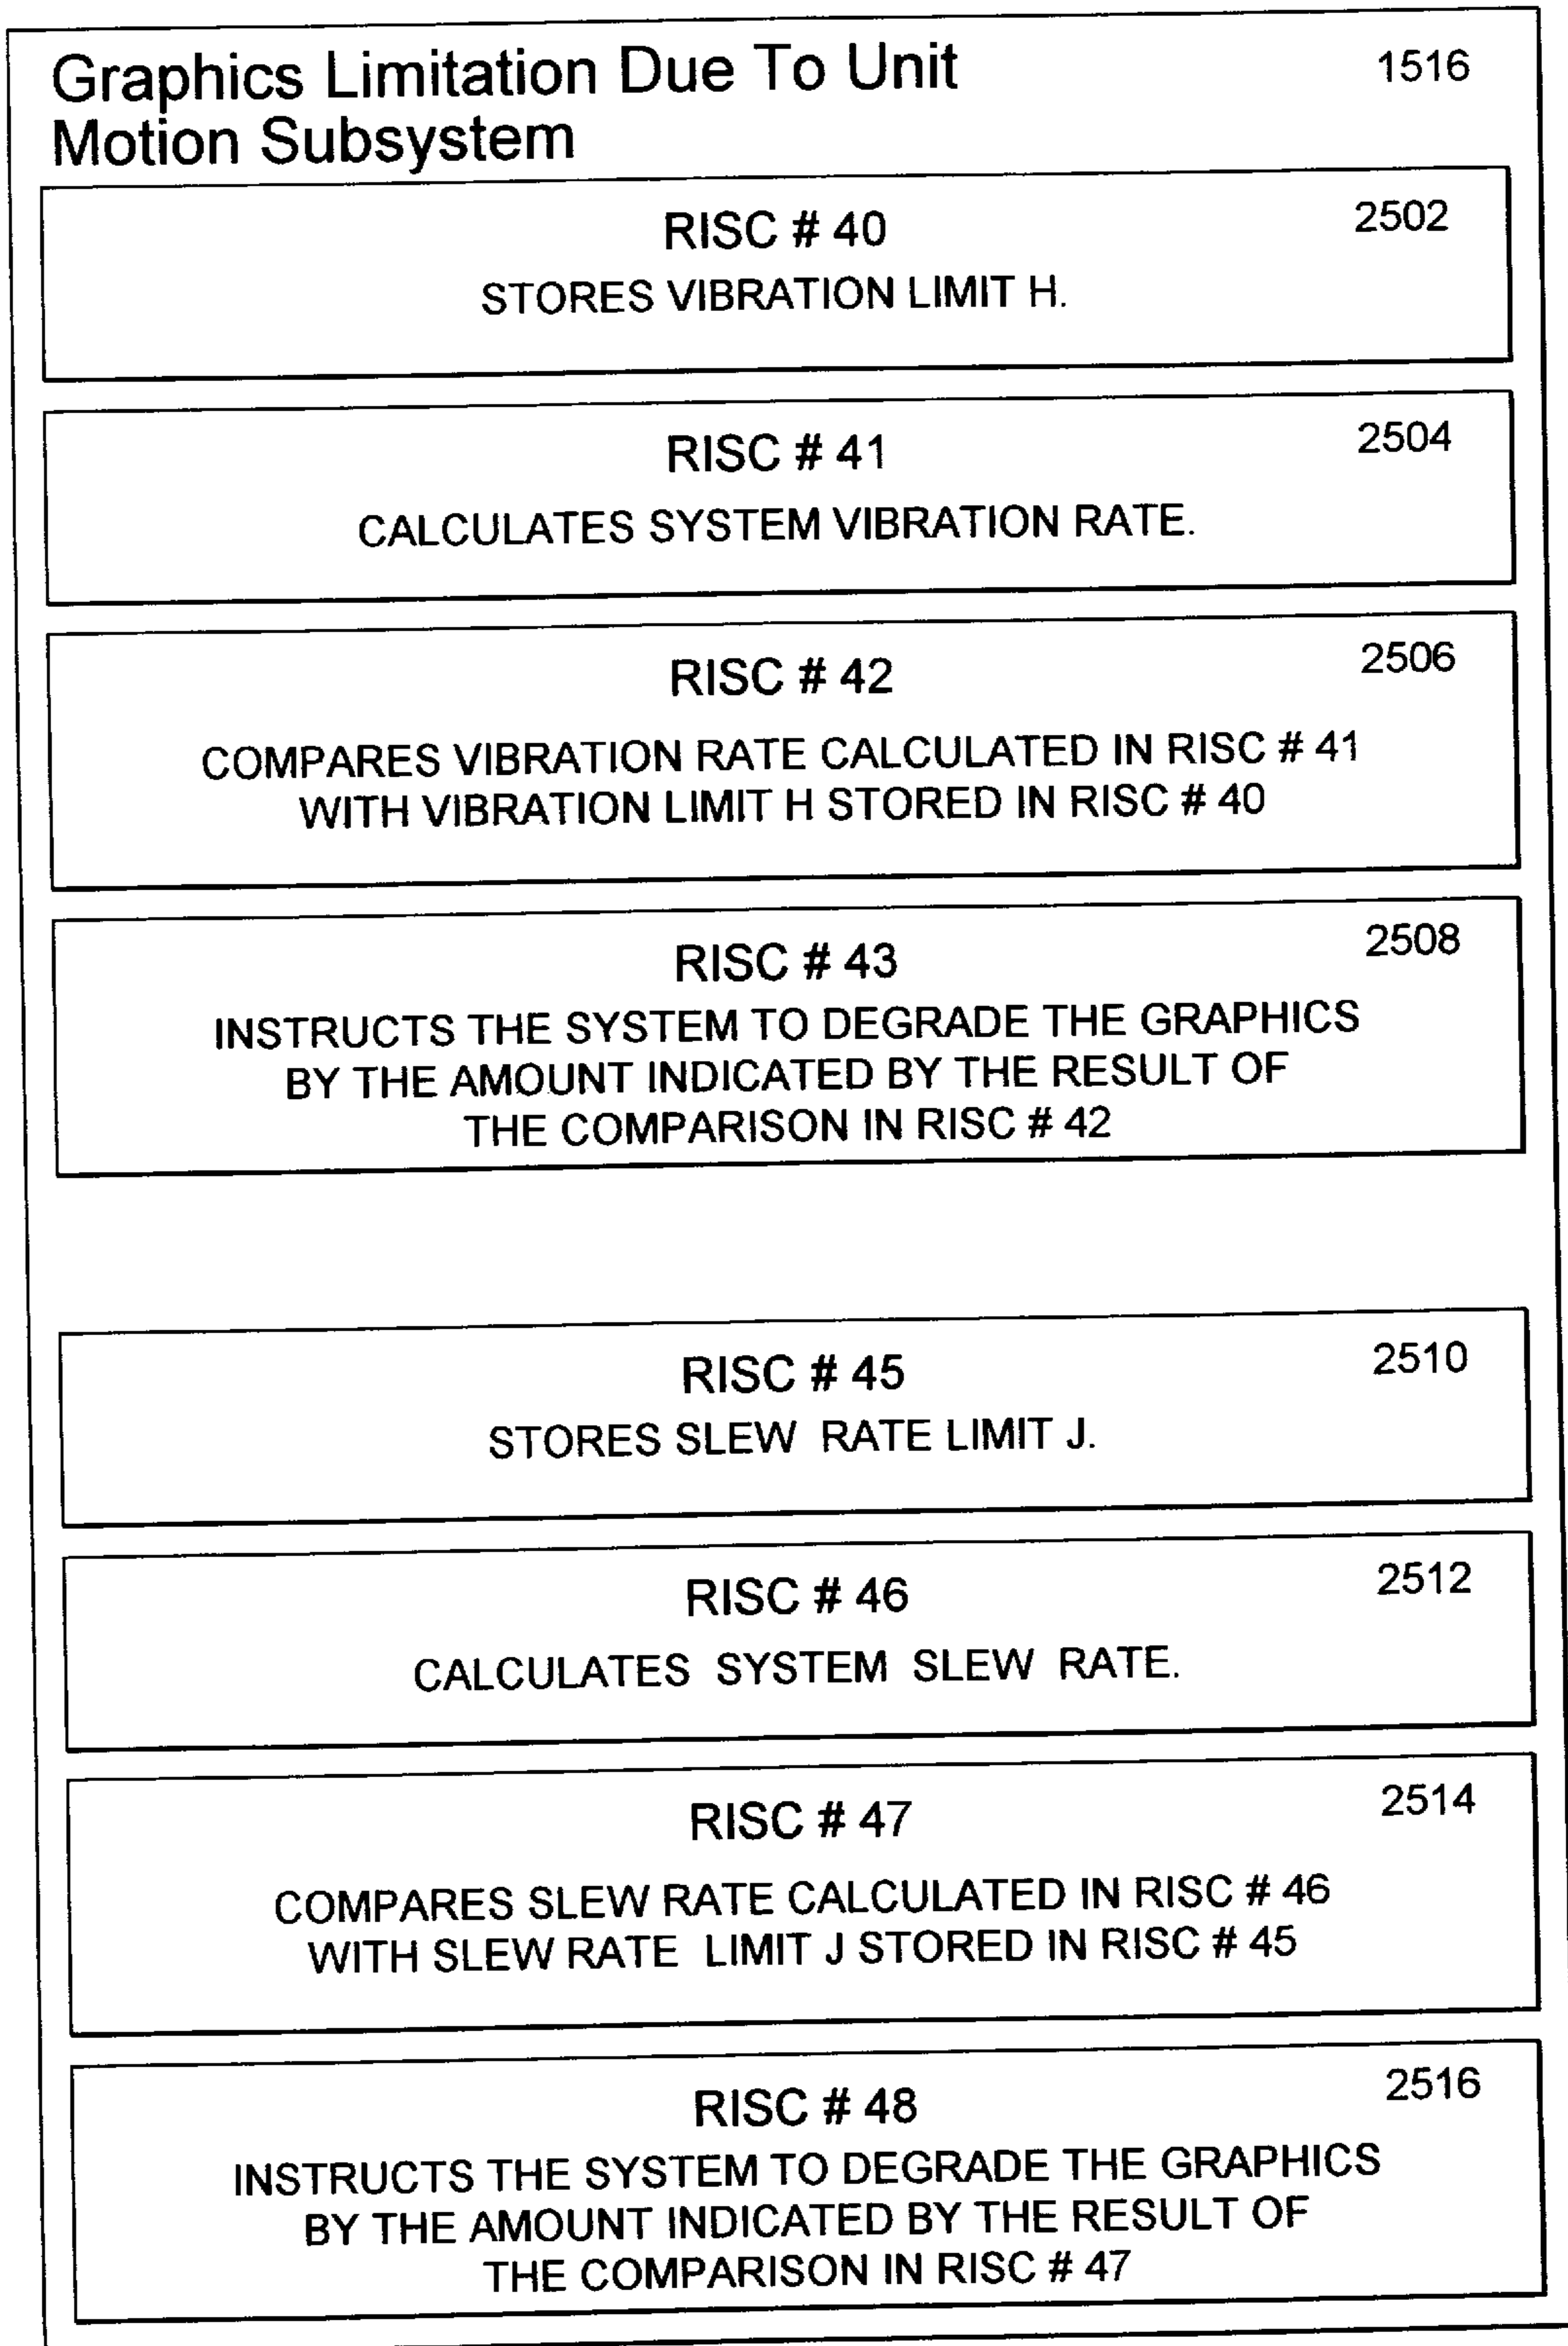 Graphics Limitation Due To Unit 1516
Motion Subsystem
RISC # 40 2502
STORES VIBRATION LIMIT H.
RISC # 41 2504
CALCULATES SYSTEM VIBRATION RATE.
RISC # 42 2506
COMPARES VIBRATION RATE CALCULATED IN RISC # 41
WITH VIBRATION LIMIT H STORED IN RISC # 40
RISC # 43 2508
INSTRUCTS THE SYSTEM TO DEGRADE THE GRAPHICS
BY THE AMOUNT INDICATED BY THE RESULT OF
THE COMPARISON IN RISC # 42
RISC # 45 2510
STORES SLEW RATE LIMIT J.
RISC # 46 2512
CALCULATES SYSTEM SLEW RATE.
RISC # 47 2514
COMPARES SLEW RATE CALCULATED IN RISC # 46
WITH SLEW RATE LIMIT J STORED IN RISC # 45
RISC # 48 2516
INSTRUCTS THE SYSTEM TO DEGRADE THE GRAPHICS
BY THE AMOUNT INDICATED BY THE RESULT OF
THE COMPARISON IN RISC # 47